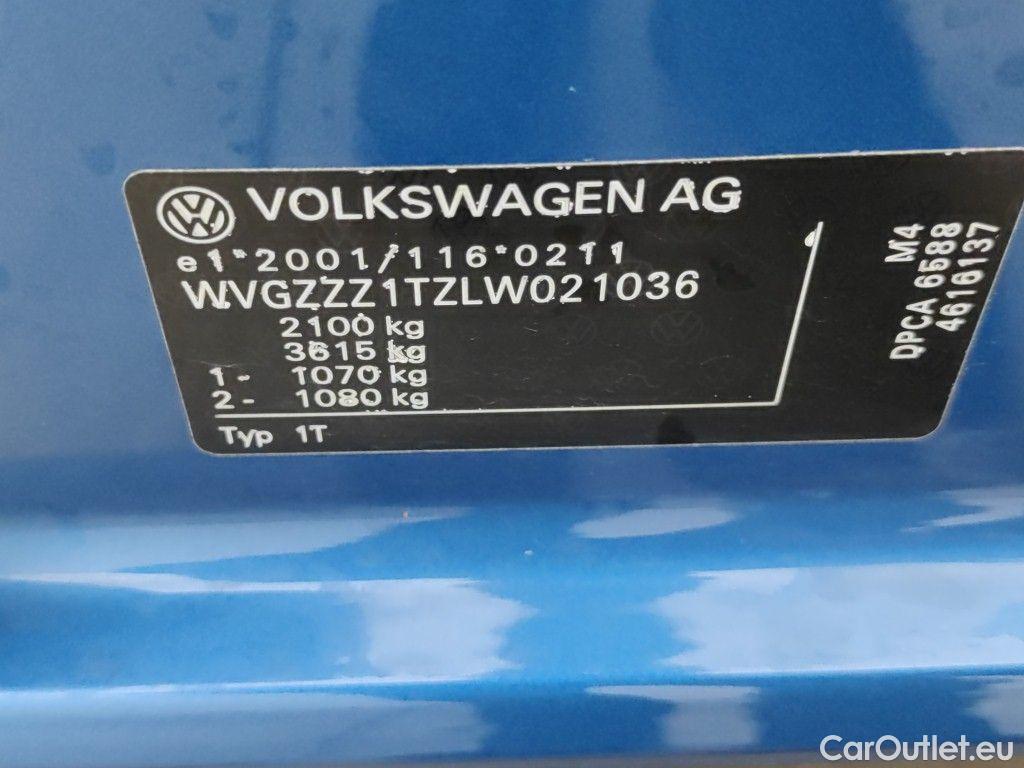 VOLKSWAGEN AG
e1*2001/116*0211
WVGZZZ1TZLW021036
2100 kg
3615 kg
1 - 1070 kg
2 - 1080 kg
Typ 1T
M4
DPCA 6588
4616137
CarOutlet.eu